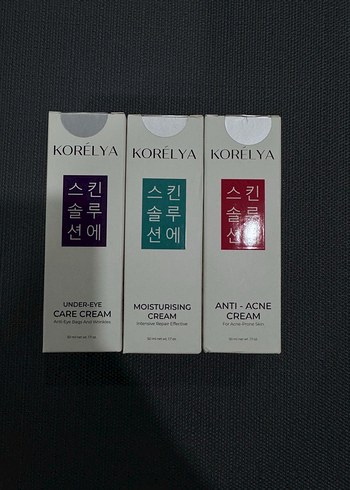 KORÉLYA
스킨
솔루
션에
UNDER-EYE
CARE CREAM
Anti Eye Bags And Wrinkles
KORÉLYA
스킨
솔루
션에
MOISTURISING
CREAM
Intensive Repair Effective
KORÉLYA
스킨
솔루
션에
ANTI - ACNE
CREAM
For Acne-Prone Skin